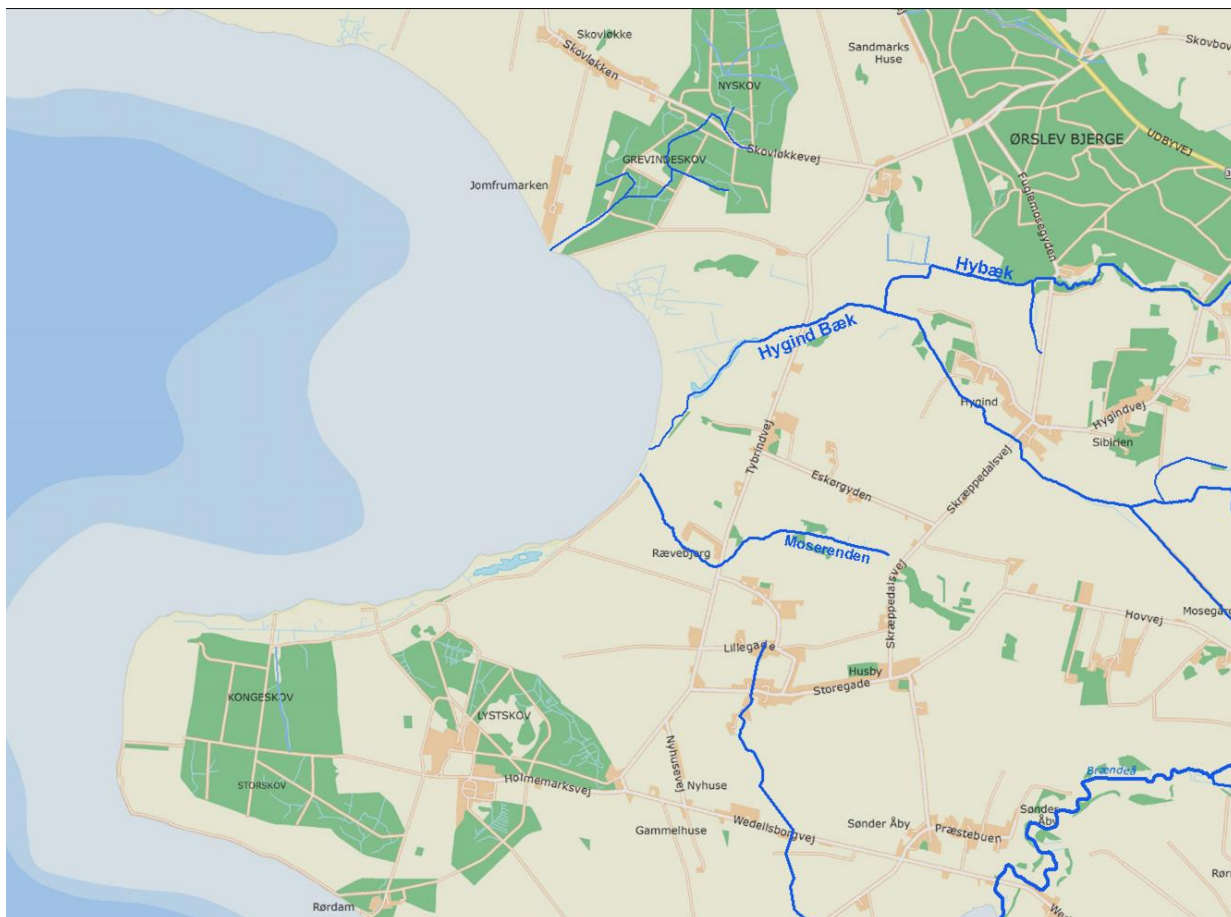 Skovløkke
Skovløkken
Sandmarks
Huse
Skovbov
NYSKOV
ØRSLEV BJERGE
UDBYVEJ
GREVINDESKOV
Skovløkkevej
Jomfrumarken
Fuglemosegyden
Hybæk
Hygind Bæk
Hygind
Hygindvej
Sibirien
Tybrindvej
Eskørgyden
Skræppedalsvej
Rævebjerg
Moserenden
Skræppedalsvej
Hovvej
Mosegår
Lillegade
Husby
Storegade
KONGESKOV
LYSTSKOV
STORSKOV
Holmemarksvej
Nyhusevej
Nyhuse
Brændeå
Gammelhuse
Wedellsborgvej
Sønder Åby
Præstebuen
Sønder
Åby
Rørdam